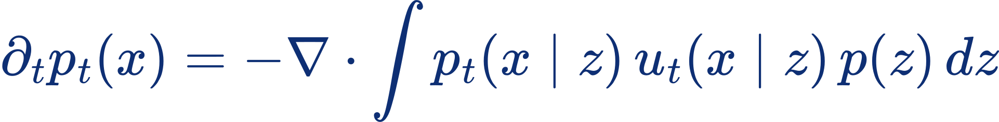 ∂ₜpₜ(x) = −∇ · ∫ pₜ(x | z) uₜ(x | z) p(z) dz